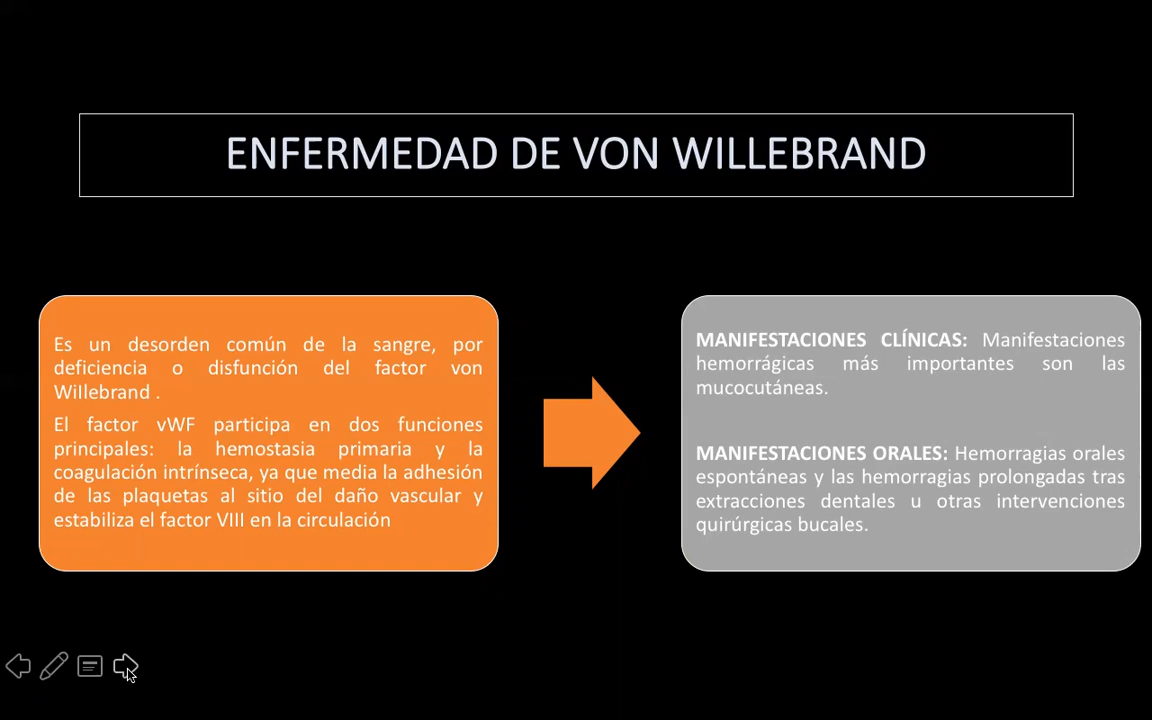 ENFERMEDAD DE VON WILLEBRAND
Es un desorden común de la sangre, por
deficiencia o disfunción del factor von
Willebrand .
El factor vWF participa en dos funciones
principales: la hemostasia primaria y la
coagulación intrínseca, ya que media la adhesión
de las plaquetas al sitio del daño vascular y
estabiliza el factor VIII en la circulación
MANIFESTACIONES CLÍNICAS: Manifestaciones
hemorrágicas más importantes son las
mucocutáneas.
MANIFESTACIONES ORALES: Hemorragias orales
espontáneas y las hemorragias prolongadas tras
extracciones dentales u otras intervenciones
quirúrgicas bucales.